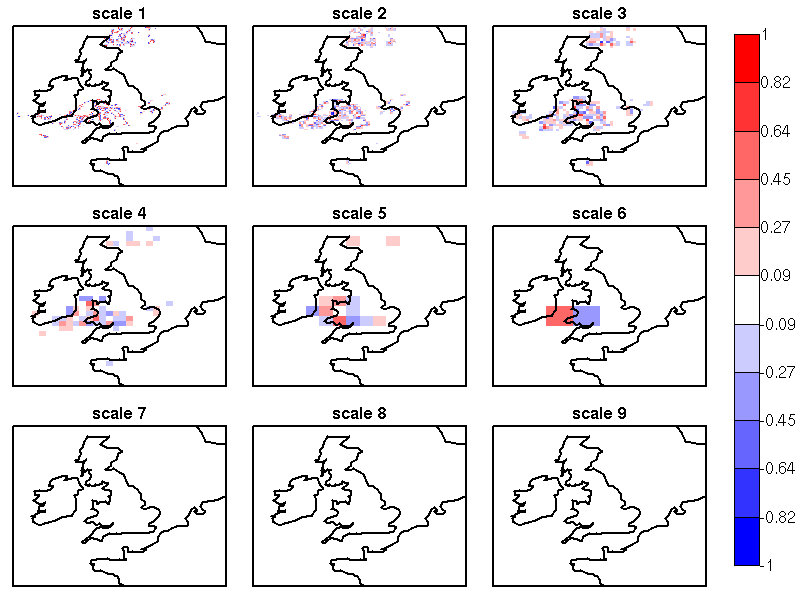 scale 1
scale 2
scale 3
scale 4
scale 5
scale 6
scale 7
scale 8
scale 9
1
0.82
0.64
0.45
0.27
0.09
-0.09
-0.27
-0.45
-0.64
-0.82
-1